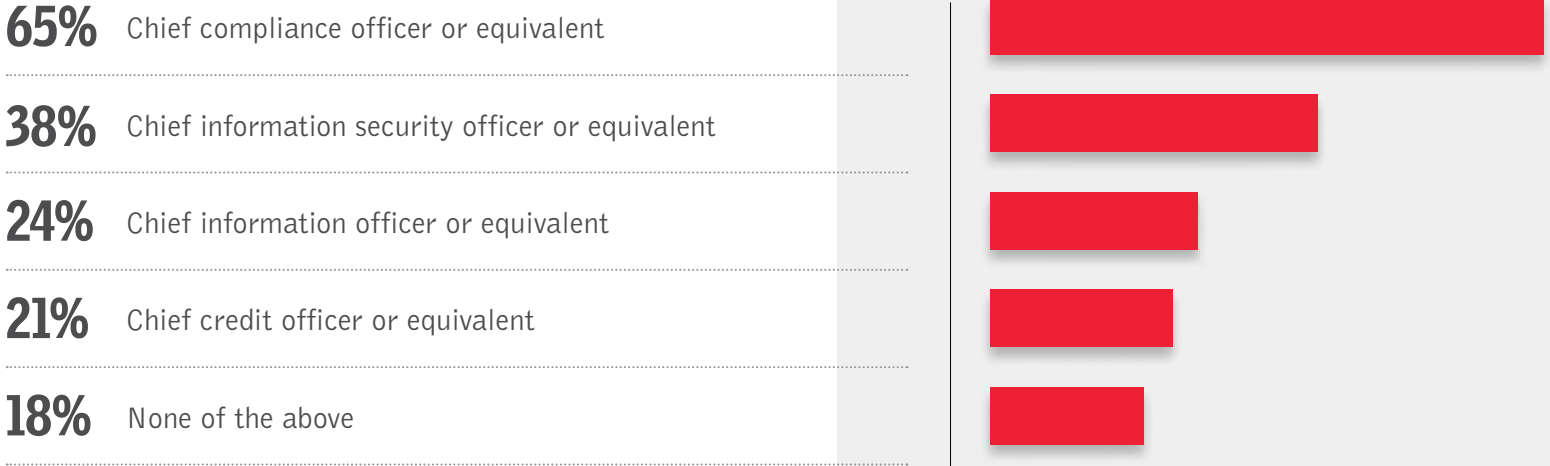 65% Chief compliance officer or equivalent
38% Chief information security officer or equivalent
24% Chief information officer or equivalent
21% Chief credit officer or equivalent
18% None of the above